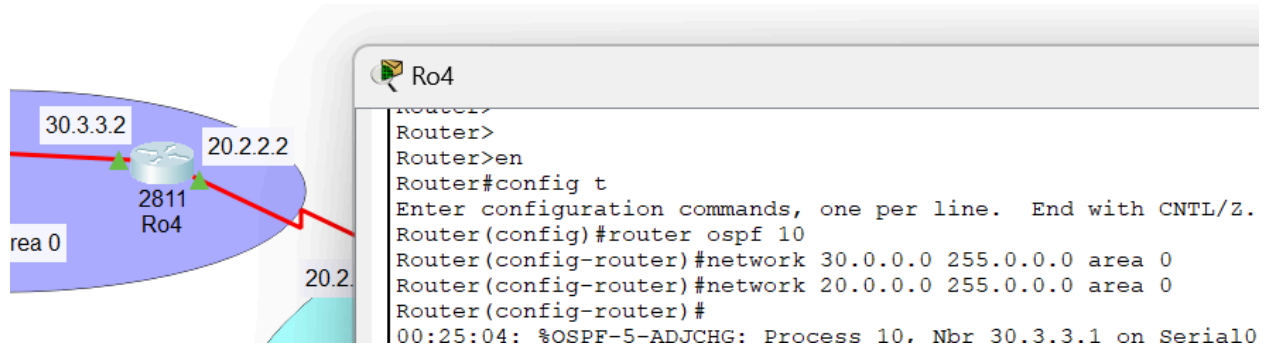 Ro4
Router>
Router>
Router>en
Router#config t
Enter configuration commands, one per line.  End with CNTL/Z.
Router(config)#router ospf 10
Router(config-router)#network 30.0.0.0 255.0.0.0 area 0
Router(config-router)#network 20.0.0.0 255.0.0.0 area 0
Router(config-router)#
00:25:04: %OSPF-5-ADJCHG: Process 10, Nbr 30.3.3.1 on Serial0
30.3.3.2
20.2.2.2
2811
Ro4
rea 0
20.2.